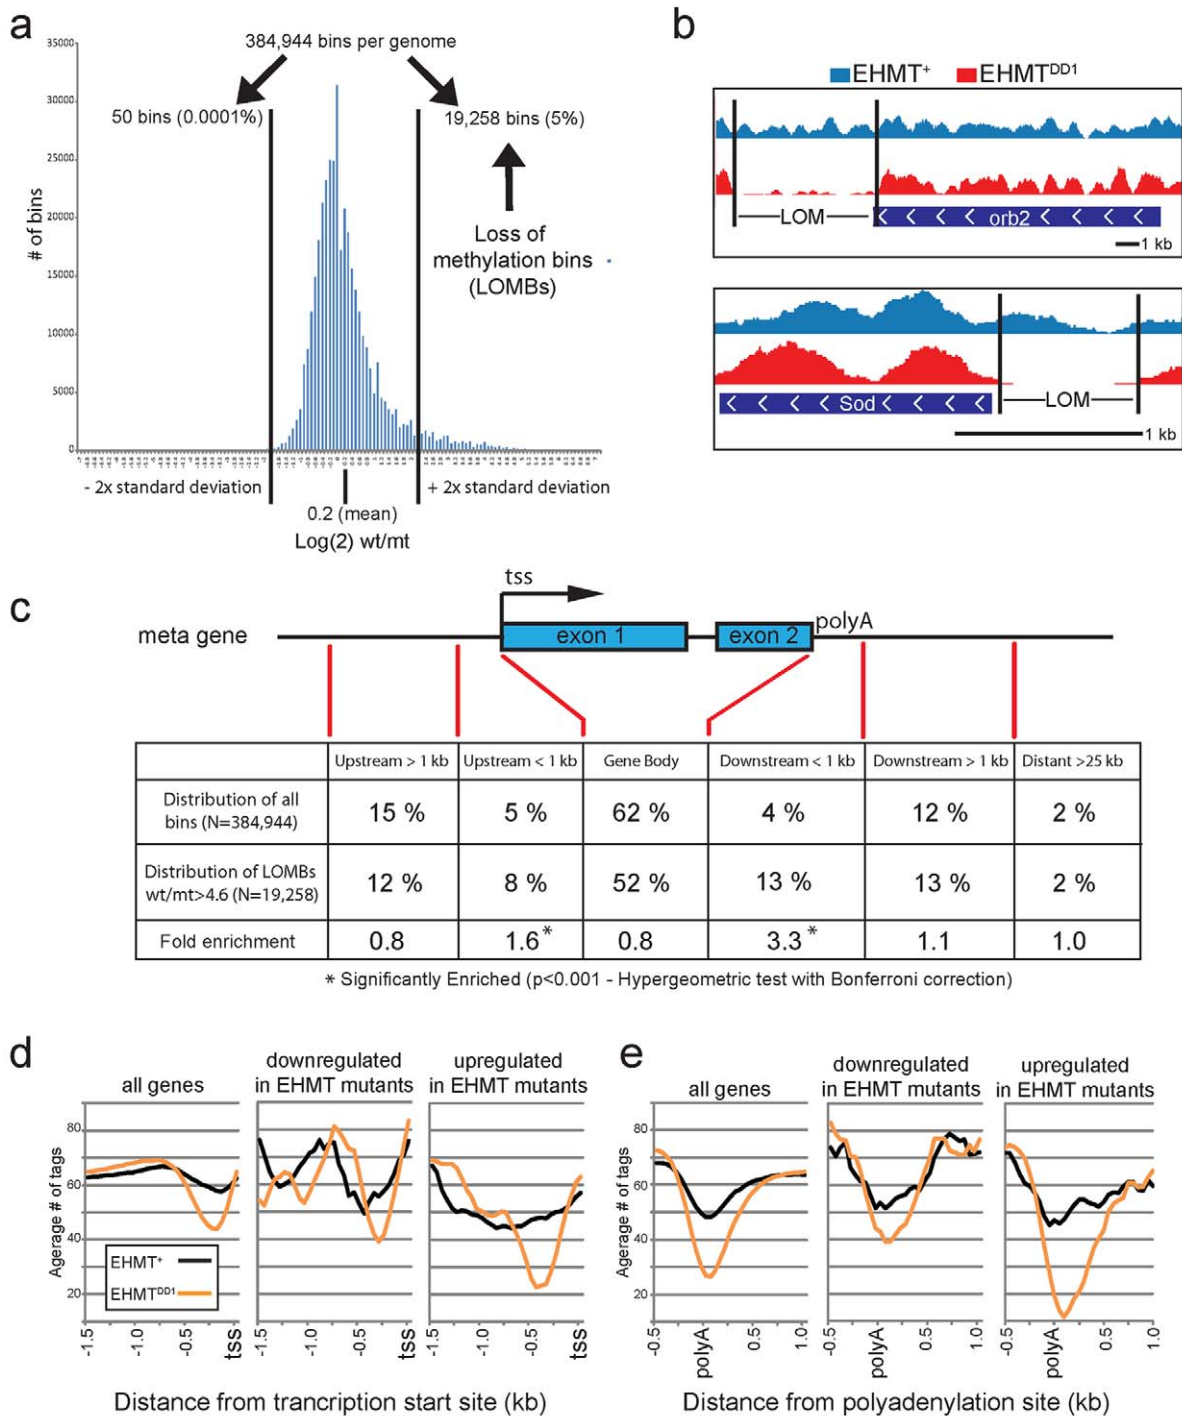 a
384,944 bins per genome
50 bins (0.0001%)
19,258 bins (5%)
Loss of
methylation bins
(LOMBs)
# of bins
35000
30000
25000
20000
15000
10000
5000
0
- 2x standard deviation
+ 2x standard deviation
0.2 (mean)
Log(2) wt/mt
b
EHMT+ EHMTDD1
LOM
orb2
1 kb
Sod
LOM
1 kb
c
tss
meta gene
exon 1
exon 2
polyA
Upstream > 1 kb Upstream < 1 kb Gene Body Downstream < 1 kb Downstream > 1 kb Distant >25 kb
Distribution of all
bins (N=384,944)
15 % 5 % 62 % 4 % 12 % 2 %
Distribution of LOMBs
wt/mt>4.6 (N=19,258)
12 % 8 % 52 % 13 % 13 % 2 %
Fold enrichment 0.8 1.6* 0.8 3.3* 1.1 1.0
* Significantly Enriched (p<0.001 - Hypergeometric test with Bonferroni correction)
d
all genes
downregulated
in EHMT mutants
upregulated
in EHMT mutants
Agerage # of tags
80
60
40
20
EHMT+
EHMTDD1
-1.5 -1.0 -0.5 tss
-1.5 -1.0 -0.5 tss
-1.5 -1.0 -0.5 tss
Distance from trancription start site (kb)
e
all genes
downregulated
in EHMT mutants
upregulated
in EHMT mutants
Agerage # of tags
80
60
40
20
-0.5 polyA 0.5 1.0
-0.5 polyA 0.5 1.0
-0.5 polyA 0.5 1.0
Distance from polyadenylation site (kb)